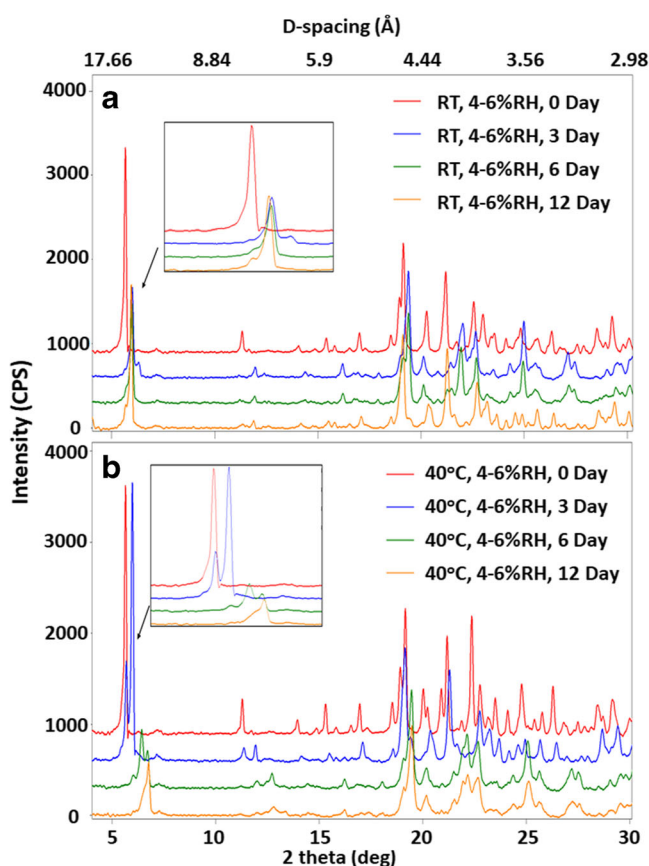 D-spacing (Å)
17.66 8.84 5.9 4.44 3.56 2.98
4000
a
RT, 4-6%RH, 0 Day
3000
RT, 4-6%RH, 3 Day
RT, 4-6%RH, 6 Day
2000
RT, 4-6%RH, 12 Day
1000
0
Intensity (CPS)
4000
b
40°C, 4-6%RH, 0 Day
3000
40°C, 4-6%RH, 3 Day
40°C, 4-6%RH, 6 Day
2000
40°C, 4-6%RH, 12 Day
1000
0
5 10 15 20 25 30
2 theta (deg)